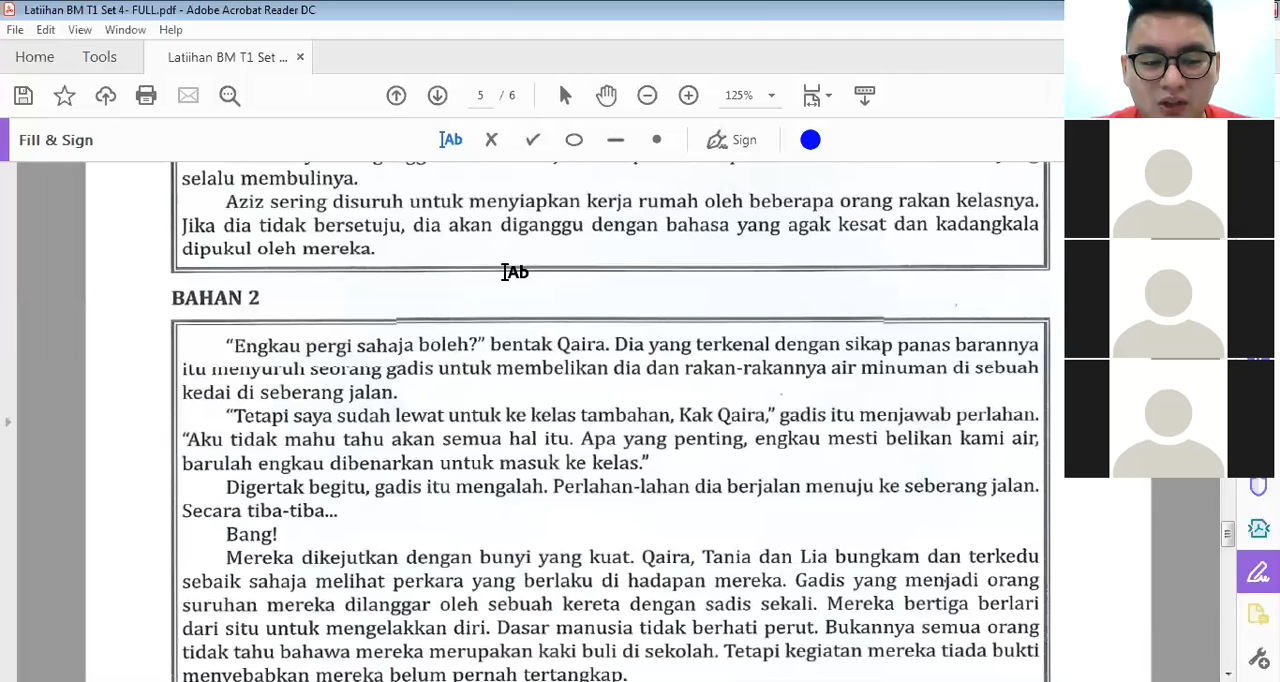 Latiihan BM T1 Set 4- FULL.pdf - Adobe Acrobat Reader DC
File Edit View Window Help
Home Tools Latiihan BM T1 Set ... ×
5 / 6 125%
Fill & Sign Ab Sign
selalu membulinya.
Aziz sering disuruh untuk menyiapkan kerja rumah oleh beberapa orang rakan kelasnya.
Jika dia tidak bersetuju, dia akan diganggu dengan bahasa yang agak kesat dan kadangkala
dipukul oleh mereka.
Ab
BAHAN 2
“Engkau pergi sahaja boleh?” bentak Qaira. Dia yang terkenal dengan sikap panas barannya
itu menyuruh seorang gadis untuk membelikan dia dan rakan-rakannya air minuman di sebuah
kedai di seberang jalan.
“Tetapi saya sudah lewat untuk ke kelas tambahan, Kak Qaira,” gadis itu menjawab perlahan.
“Aku tidak mahu tahu akan semua hal itu. Apa yang penting, engkau mesti belikan kami air,
barulah engkau dibenarkan untuk masuk ke kelas.”
Digertak begitu, gadis itu mengalah. Perlahan-lahan dia berjalan menuju ke seberang jalan.
Secara tiba-tiba...
Bang!
Mereka dikejutkan dengan bunyi yang kuat. Qaira, Tania dan Lia bungkam dan terkedu
sebaik sahaja melihat perkara yang berlaku di hadapan mereka. Gadis yang menjadi orang
suruhan mereka dilanggar oleh sebuah kereta dengan sadis sekali. Mereka bertiga berlari
dari situ untuk mengelakkan diri. Dasar manusia tidak berhati perut. Bukannya semua orang
tidak tahu bahawa mereka merupakan kaki buli di sekolah. Tetapi kegiatan mereka tiada bukti
menyebabkan mereka belum pernah tertangkap.